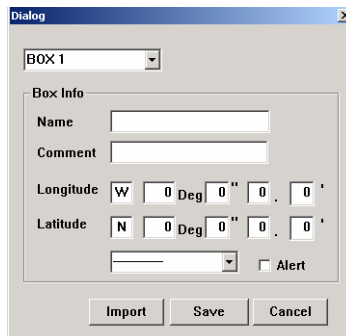 Dialog
BOX 1
Box Info
Name
Comment
Longitude W 0 Deg 0 " 0 . 0 '
Latitude N 0 Deg 0 " 0 . 0 '
Alert
Import Save Cancel